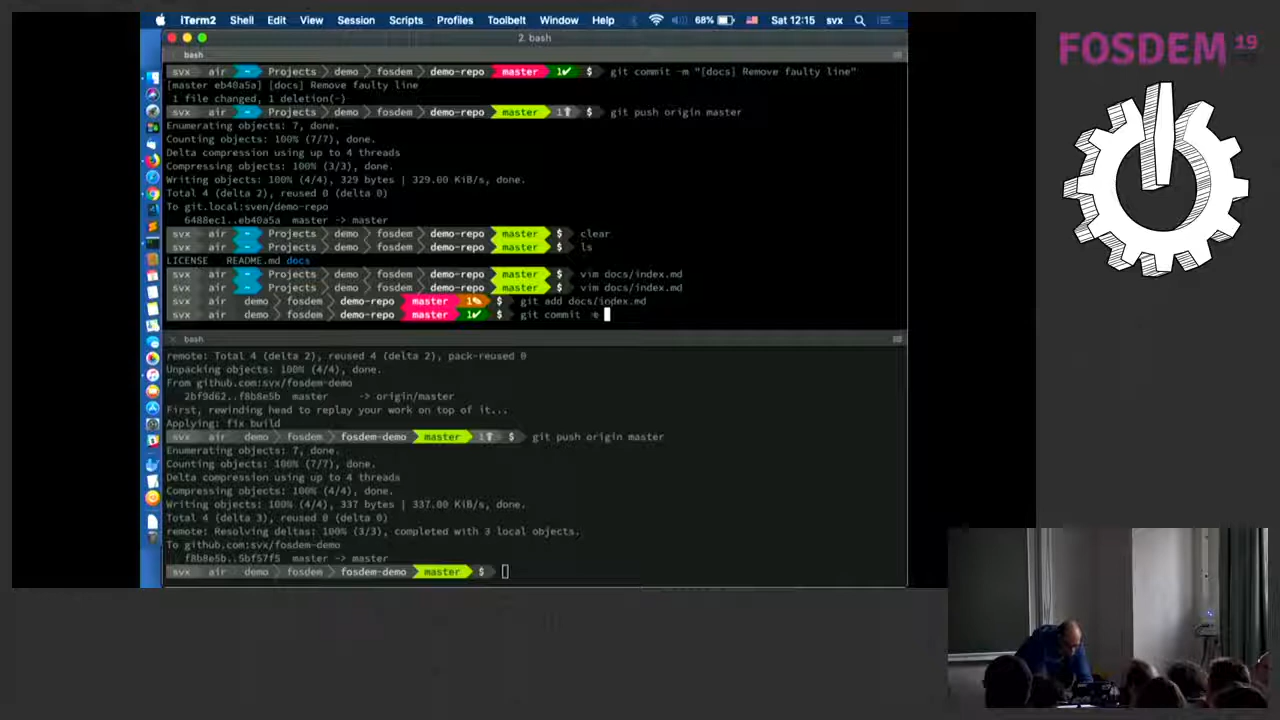 iTerm2 Shell Edit View Session Scripts Profiles Toolbelt Window Help 68% Sat 12:15 svx
2. bash
bash
svx air ~ Projects demo fosdem demo-repo master 1✔ $ git commit -m "[docs] Remove faulty line"
[master eb40a5a] [docs] Remove faulty line
1 file changed, 1 deletion(-)
svx air ~ Projects demo fosdem demo-repo master 1⬆ $ git push origin master
Enumerating objects: 7, done.
Counting objects: 100% (7/7), done.
Delta compression using up to 4 threads
Compressing objects: 100% (3/3), done.
Writing objects: 100% (4/4), 329 bytes | 329.00 KiB/s, done.
Total 4 (delta 2), reused 0 (delta 0)
To git.local:sven/demo-repo
6488ec1..eb40a5a master -> master
svx air ~ Projects demo fosdem demo-repo master $ clear
svx air ~ Projects demo fosdem demo-repo master $ ls
LICENSE README.md docs
svx air ~ Projects demo fosdem demo-repo master $ vim docs/index.md
svx air ~ Projects demo fosdem demo-repo master $ vim docs/index.md
svx air demo fosdem demo-repo master 1✎ $ git add docs/index.md
svx air demo fosdem demo-repo master 1✔ $ git commit
bash
remote: Total 4 (delta 2), reused 4 (delta 2), pack-reused 0
Unpacking objects: 100% (4/4), done.
From github.com:svx/fosdem-demo
2bf9d62..f8b8e5b master -> origin/master
First, rewinding head to replay your work on top of it...
Applying: fix build
svx air demo fosdem fosdem-demo master 1⬆ $ git push origin master
Enumerating objects: 7, done.
Counting objects: 100% (7/7), done.
Delta compression using up to 4 threads
Compressing objects: 100% (4/4), done.
Writing objects: 100% (4/4), 337 bytes | 337.00 KiB/s, done.
Total 4 (delta 3), reused 0 (delta 0)
remote: Resolving deltas: 100% (3/3), completed with 3 local objects.
To github.com:svx/fosdem-demo
f8b8e5b..5bf57f5 master -> master
svx air demo fosdem fosdem-demo master $
FOSDEM 19